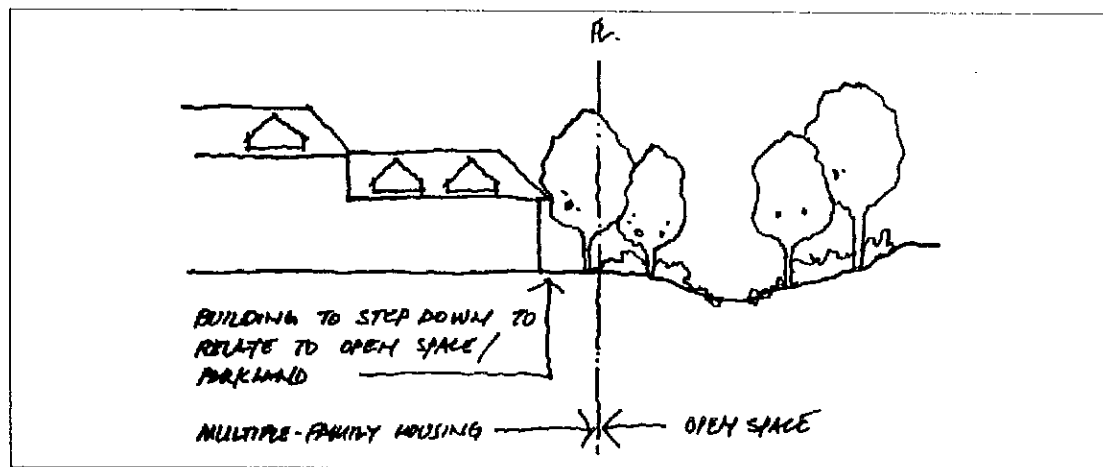 PL.
BUILDING TO STEP DOWN TO
RELATE TO OPEN SPACE/
PARKLAND
MULTIPLE-FAMILY HOUSING
OPEN SPACE